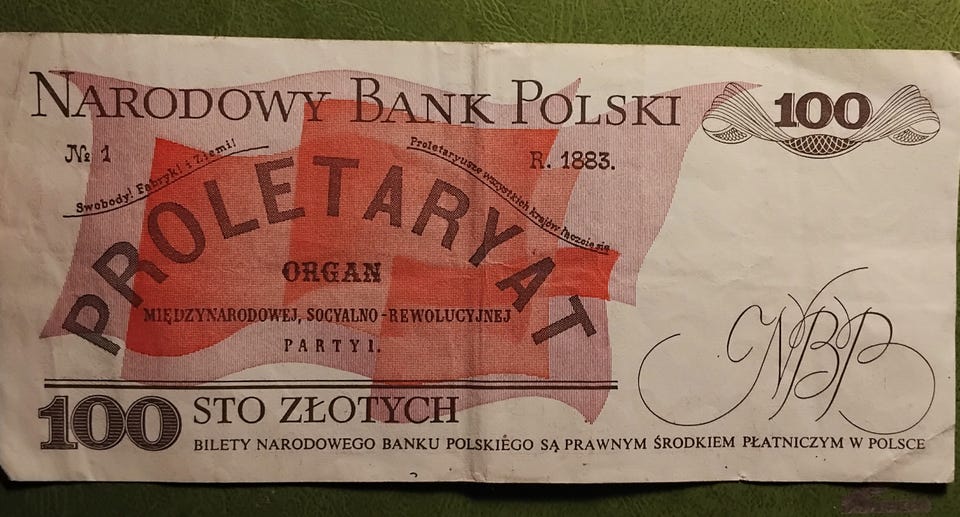 NARODOWY BANK POLSKI
100
№ 1
R. 1883.
Swobody! Fabryk! i Ziemi!
Proletaryusze wszystkich krajów łączcie się
PROLETARYAT
ORGAN
MIĘDZYNARODOWEJ, SOCYALNO-REWOLUCYJNEJ
PARTYI.
NBP
100 STO ZŁOTYCH
BILETY NARODOWEGO BANKU POLSKIEGO SĄ PRAWNYM ŚRODKIEM PŁATNICZYM W POLSCE